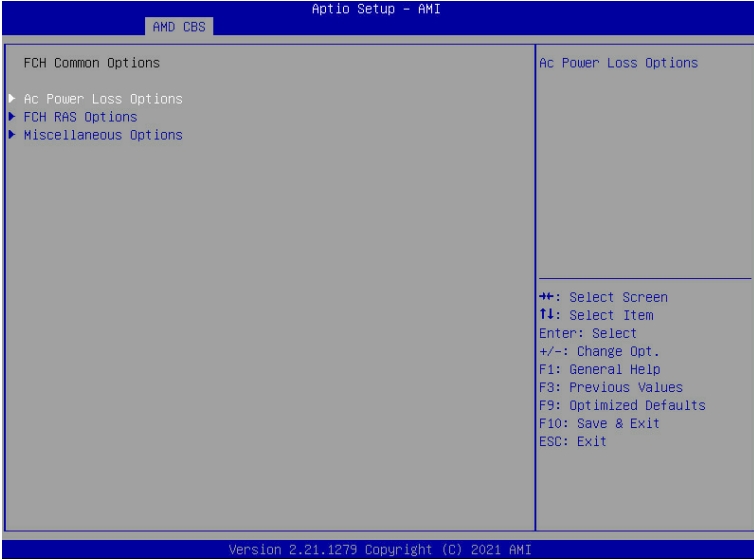 Aptio Setup – AMI
AMD CBS
FCH Common Options
Ac Power Loss Options
FCH RAS Options
Miscellaneous Options
Ac Power Loss Options
→←: Select Screen
↑↓: Select Item
Enter: Select
+/-: Change Opt.
F1: General Help
F3: Previous Values
F9: Optimized Defaults
F10: Save & Exit
ESC: Exit
Version 2.21.1279 Copyright (C) 2021 AMI